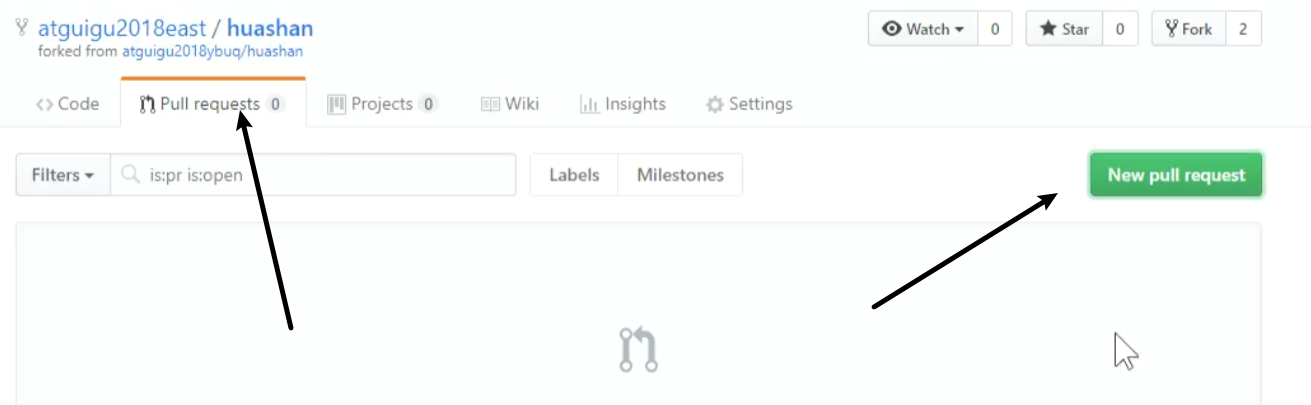 atguigu2018east / huashan
forked from atguigu2018ybuq/huashan
Watch 0 Star 0 Fork 2
Code Pull requests 0 Projects 0 Wiki Insights Settings
Filters is:pr is:open Labels Milestones New pull request